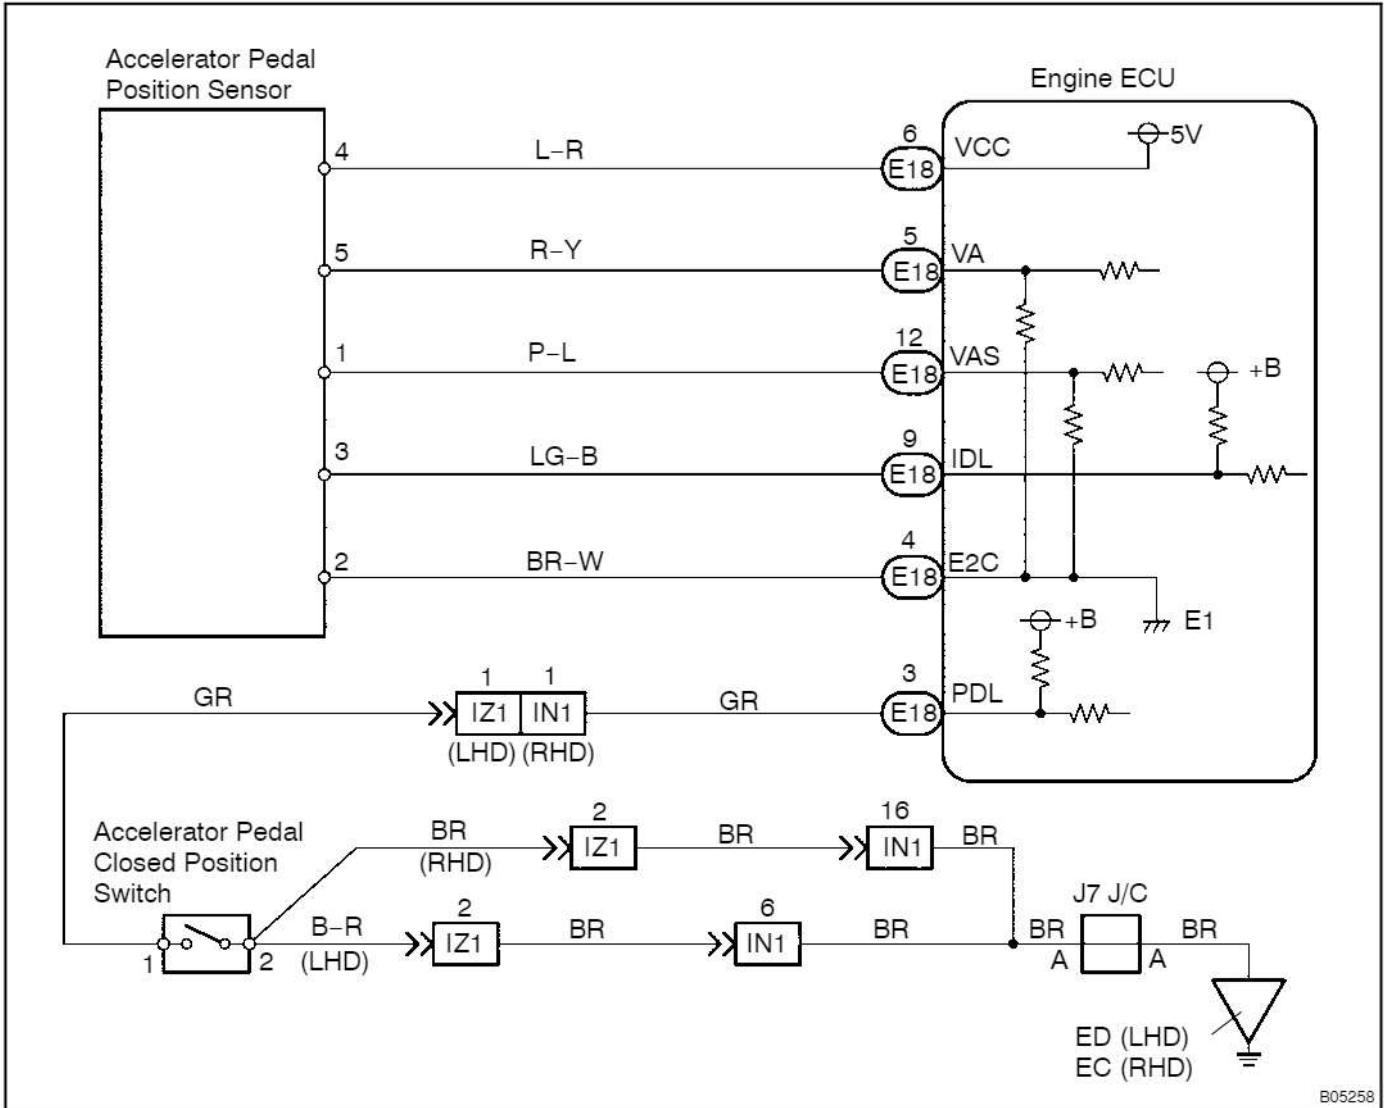 Accelerator Pedal
Position Sensor
Engine ECU
4
L-R
6
E18
VCC
5V
5
R-Y
5
E18
VA
1
P-L
12
E18
VAS
+B
3
LG-B
9
E18
IDL
2
BR-W
4
E18
E2C
+B
E1
GR
1
1
IZ1
IN1
(LHD)
(RHD)
GR
3
E18
PDL
Accelerator Pedal
Closed Position
Switch
BR
(RHD)
2
IZ1
BR
16
IN1
BR
J7 J/C
1
2
B-R
(LHD)
2
IZ1
BR
6
IN1
BR
BR
A
A
BR
ED (LHD)
EC (RHD)
B05258